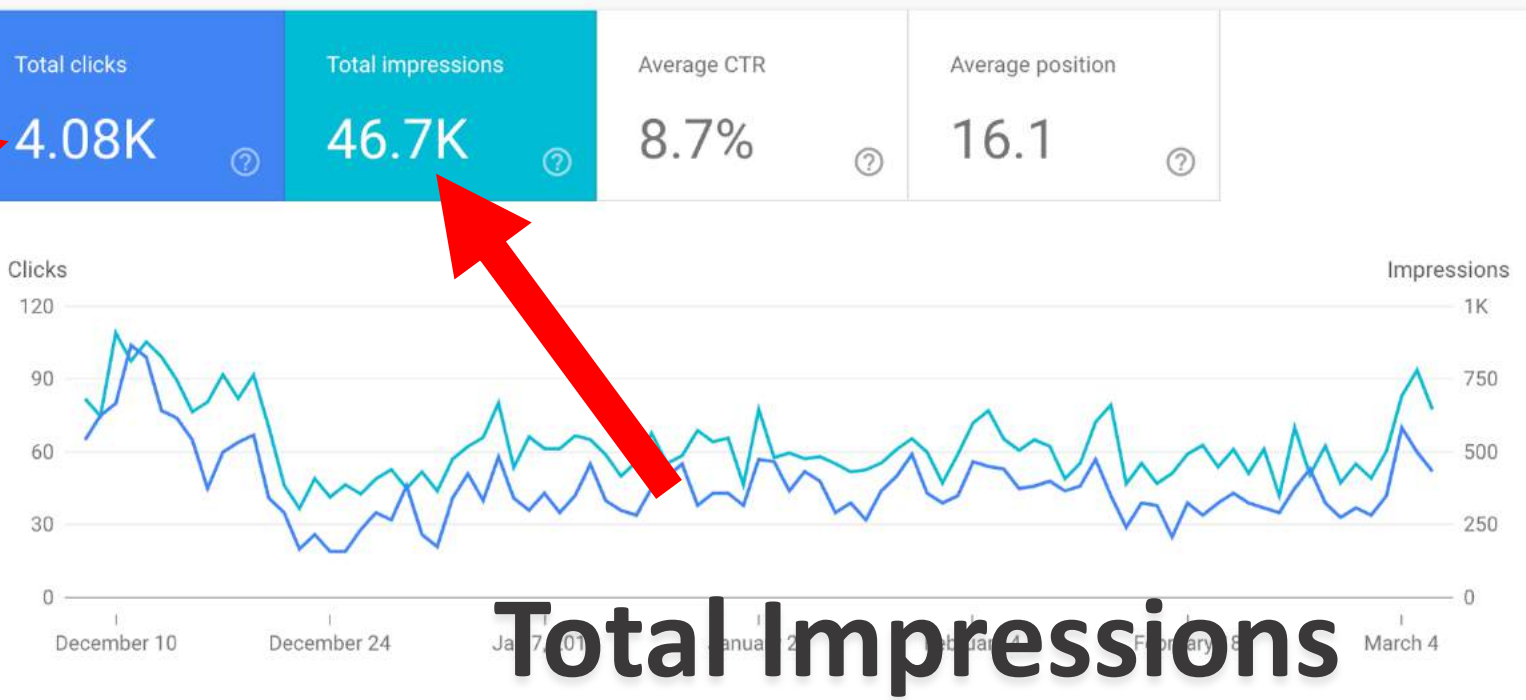 Total clicks
Total impressions
Average CTR
Average position
4.08K
46.7K
8.7%
16.1
Clicks
Impressions
120
1K
90
750
60
500
30
250
0
0
December 10
December 24
March 4
Total Impressions